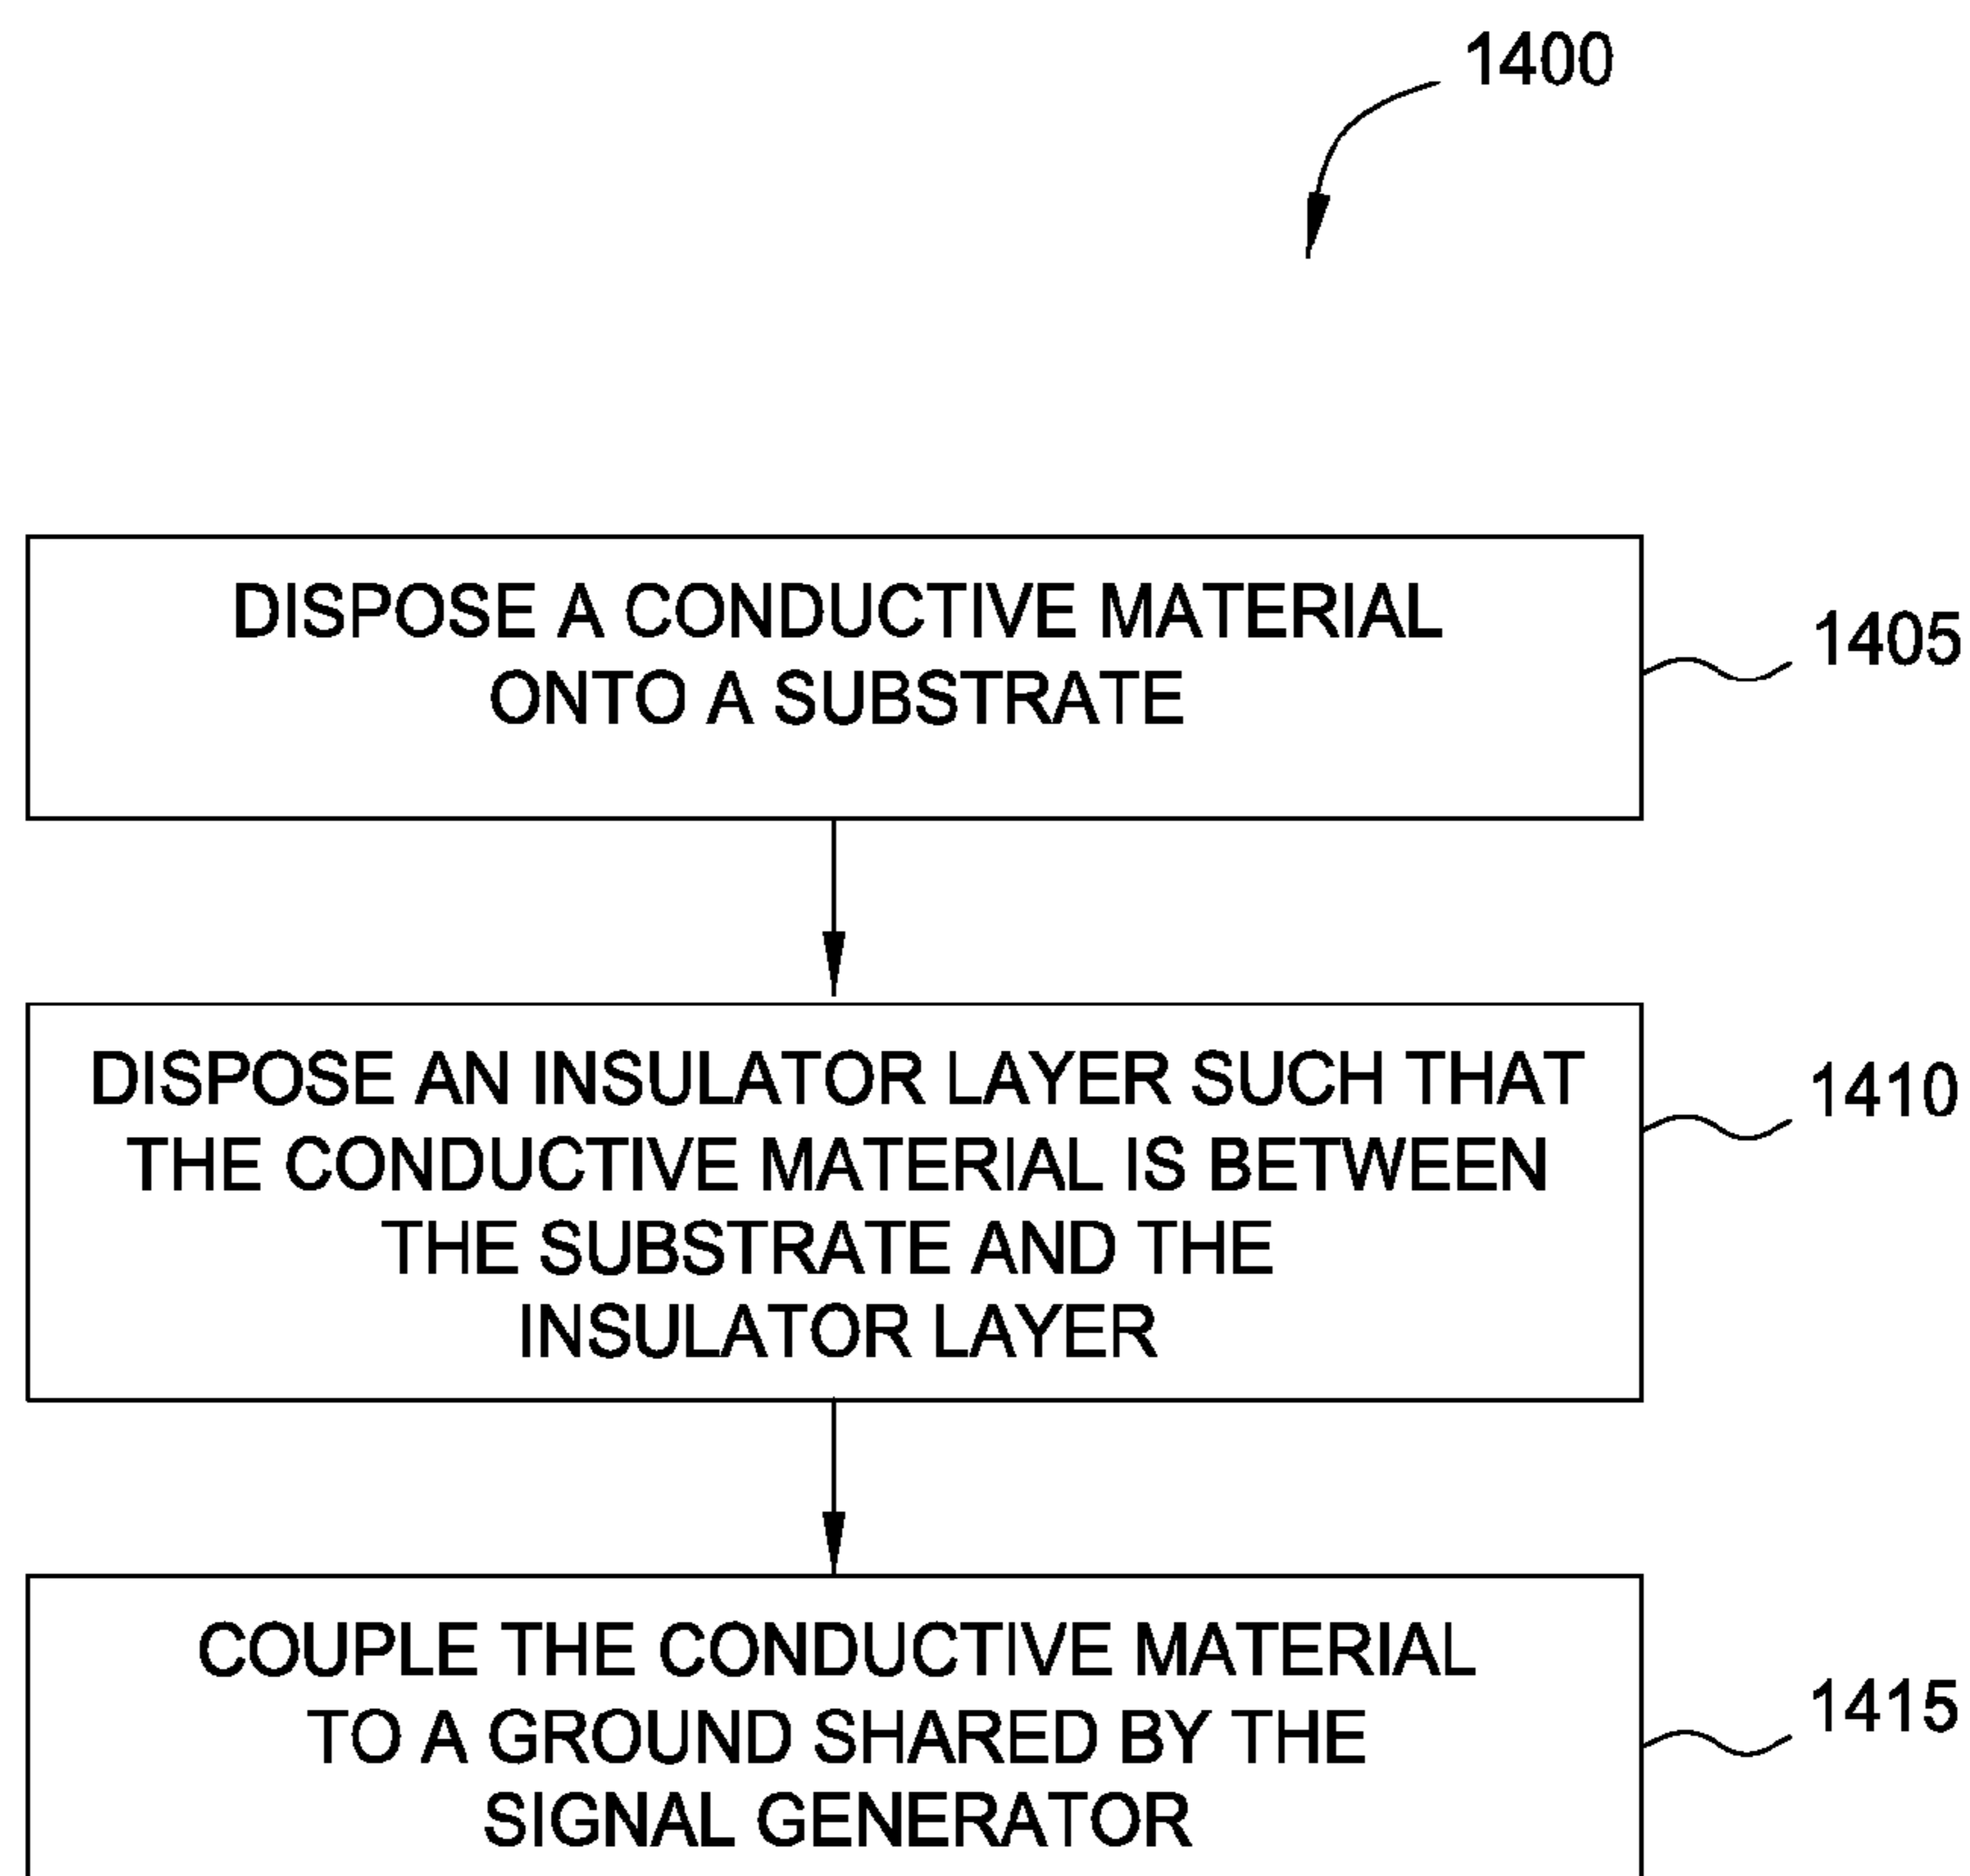 1400
DISPOSE A CONDUCTIVE MATERIAL
ONTO A SUBSTRATE
1405
DISPOSE AN INSULATOR LAYER SUCH THAT
THE CONDUCTIVE MATERIAL IS BETWEEN
THE SUBSTRATE AND THE
INSULATOR LAYER
1410
COUPLE THE CONDUCTIVE MATERIAL
TO A GROUND SHARED BY THE
SIGNAL GENERATOR
1415